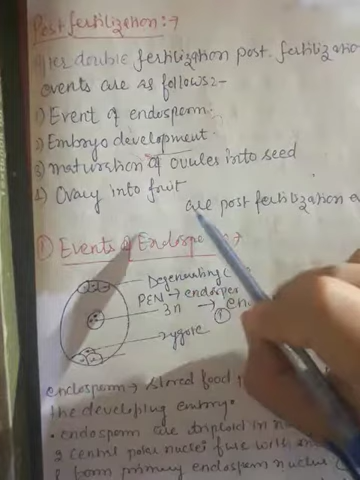 Post fertilization :-
After double fertilization post fertilization
events are as follows :-
1) Event of endosperm.
2) Embryo development.
3) maturation of ovules into seed
4) Ovary into fruit
are post fertilization
① Events of Endosperm :-
Degenerating
PEN → endosperm
3n →
①
zygote
endosperm → stored food
the developing embryo.
• endosperm are triploid in
2 central polar nuclei fuse with
form primary endosperm nucleus